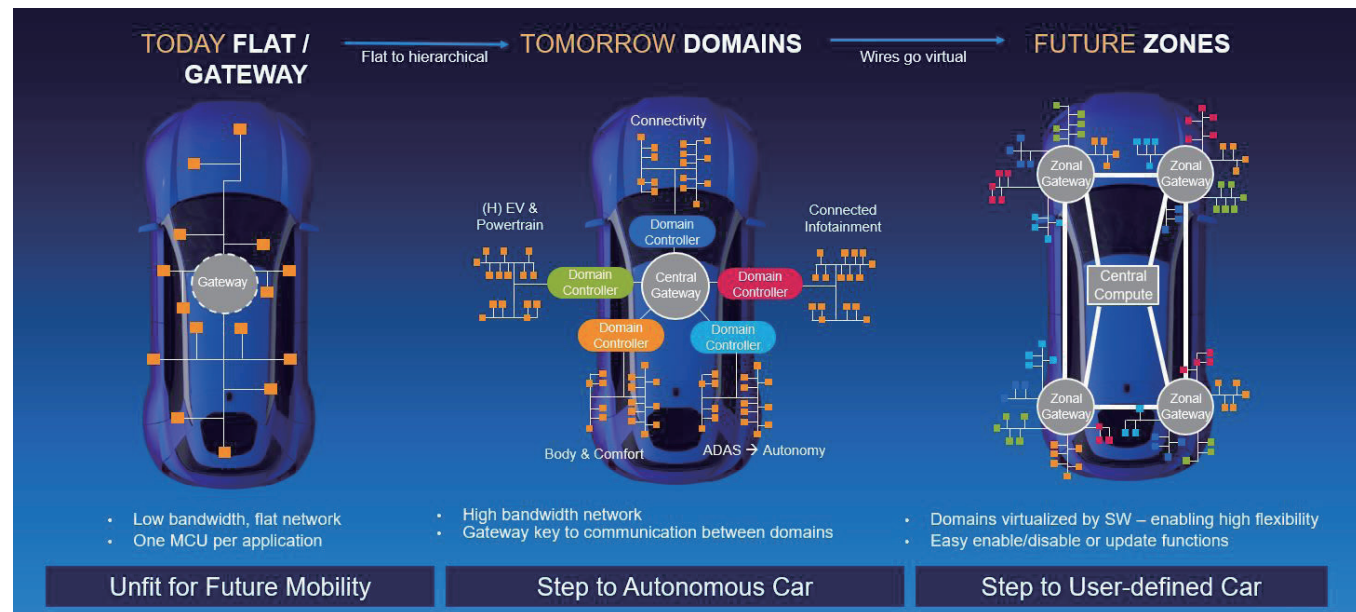 TODAY FLAT /
GATEWAY
Flat to hierarchical
TOMORROW DOMAINS
Wires go virtual
FUTURE ZONES
Gateway
Connectivity
(H) EV &
Powertrain
Connected
Infotainment
Domain
Controller
Domain
Controller
Central
Gateway
Domain
Controller
Domain
Controller
Domain
Controller
Body & Comfort
ADAS → Autonomy
Zonal
Gateway
Zonal
Gateway
Central
Compute
Zonal
Gateway
Zonal
Gateway
• Low bandwidth, flat network
• One MCU per application
• High bandwidth network
• Gateway key to communication between domains
• Domains virtualized by SW – enabling high flexibility
• Easy enable/disable or update functions
Unfit for Future Mobility
Step to Autonomous Car
Step to User-defined Car